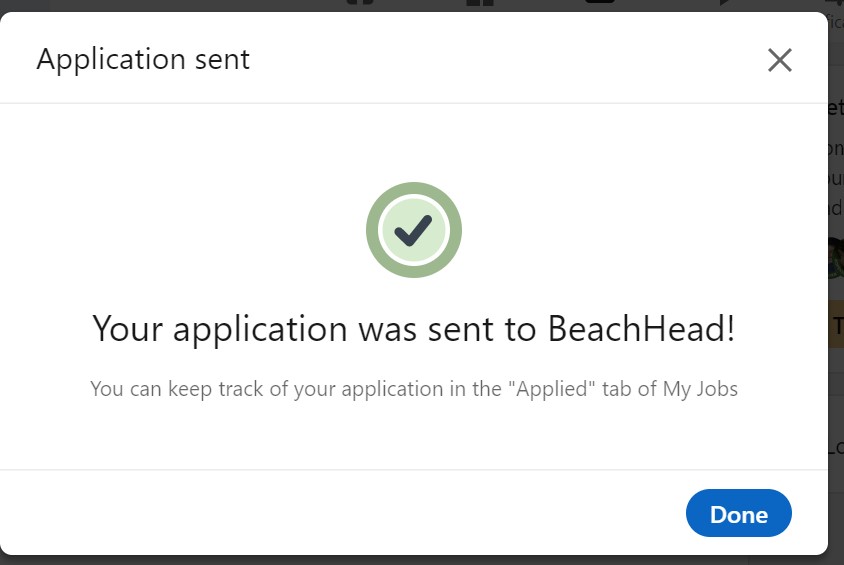 Application sent
Your application was sent to BeachHead!
You can keep track of your application in the "Applied" tab of My Jobs
Done